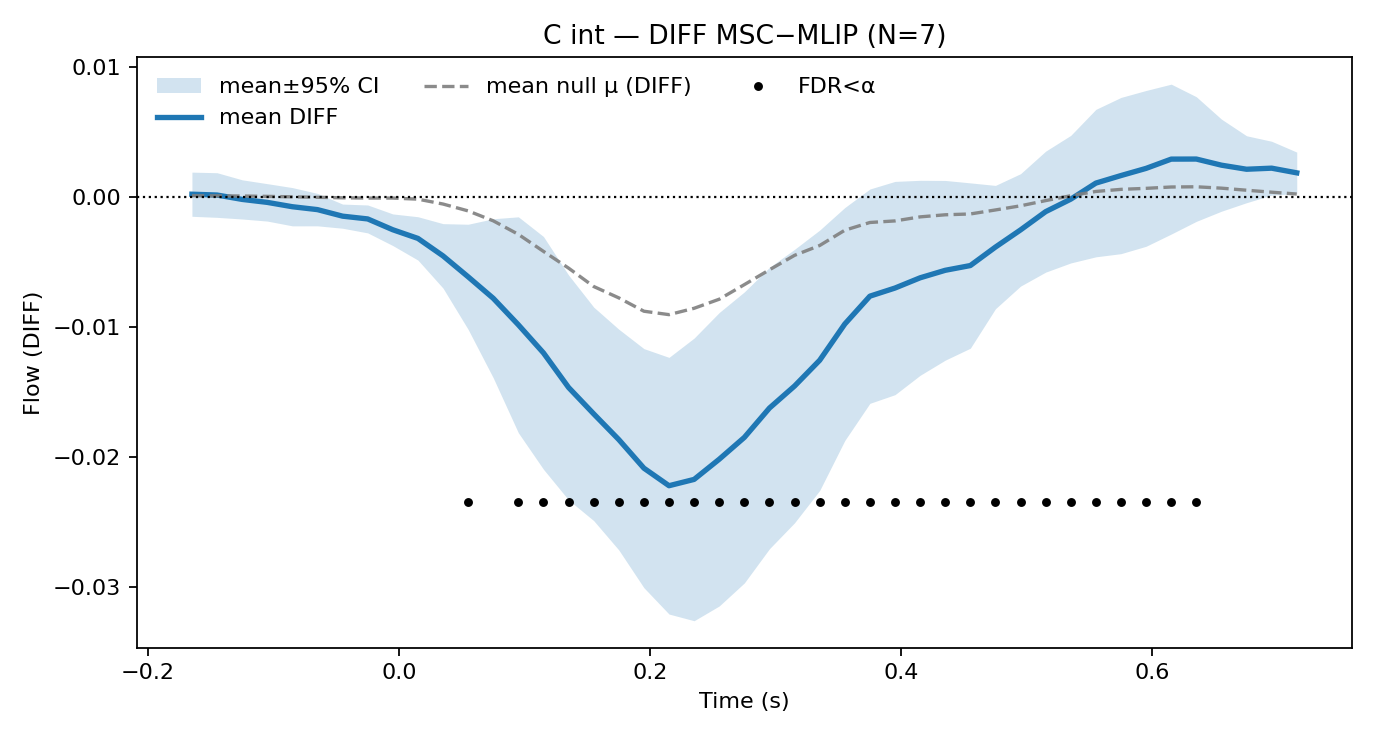 C int — DIFF MSC−MLIP (N=7)
mean±95% CI
mean DIFF
mean null μ (DIFF)
FDR<α
Flow (DIFF)
0.01
0.00
−0.01
−0.02
−0.03
−0.2
0.0
0.2
0.4
0.6
Time (s)